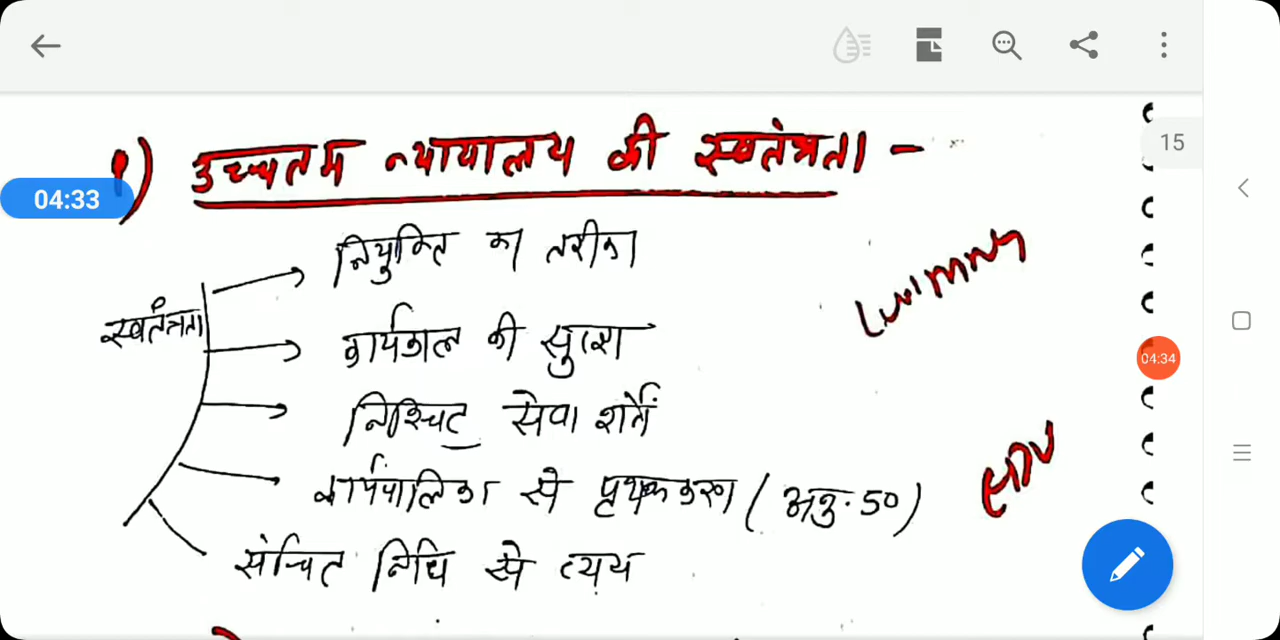 15
१) उच्चतम न्यायालय की स्वतंत्रता -
04:33
नियुक्ति का तरीका
स्वतंत्रता
कार्यकाल की सुरक्षा
04:34
निश्चित सेवा शर्तें
कार्यपालिका से पृथक्करण (अनु. 50)
संचित निधि से व्यय